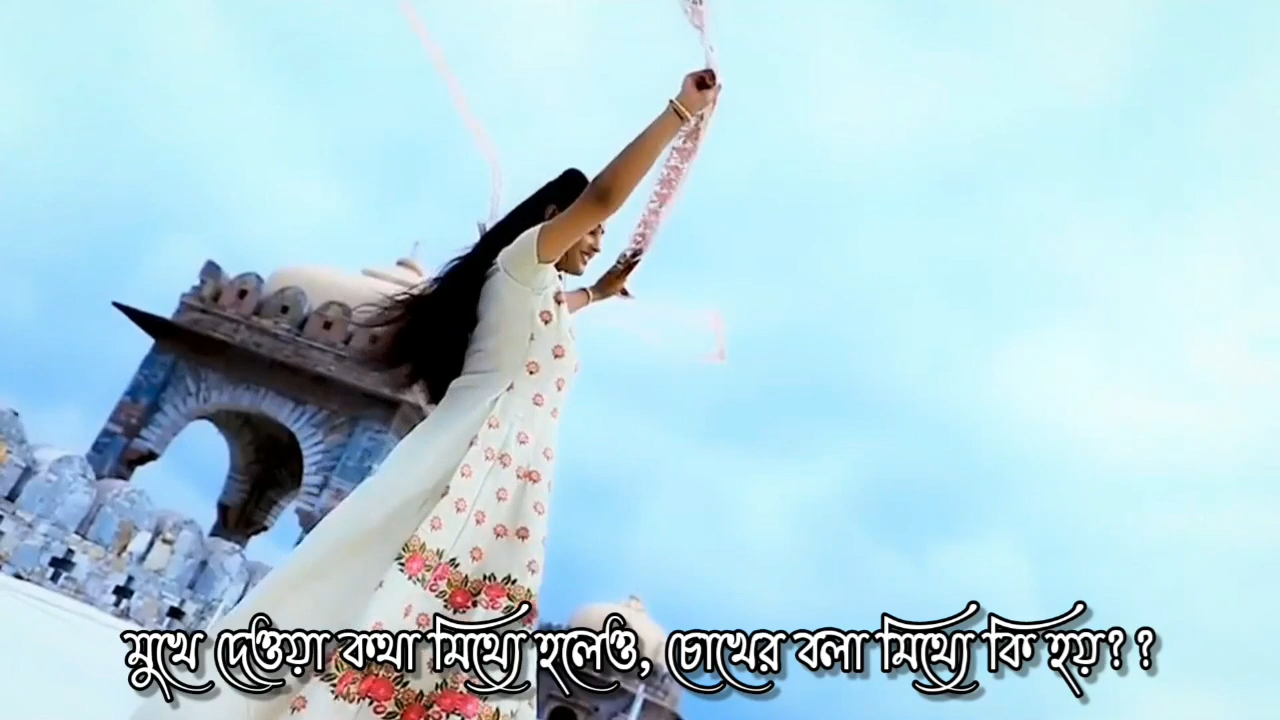 মুখে দেওয়া কথা মিথ্যে হলেও, চোখের বলা মিথ্যে কি হয়??